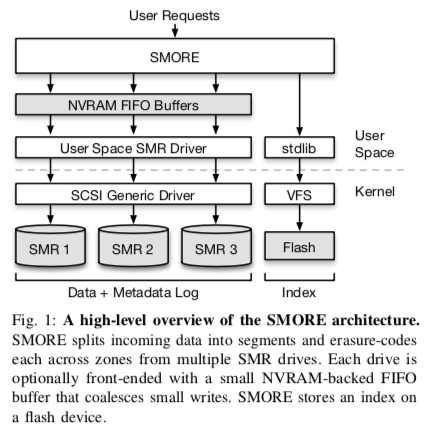 User Requests
SMORE
NVRAM FIFO Buffers
User Space SMR Driver
stdlib
User
Space
SCSI Generic Driver
VFS
Kernel
SMR 1
SMR 2
SMR 3
Flash
Data + Metadata Log
Index
Fig. 1: A high-level overview of the SMORE architecture.
SMORE splits incoming data into segments and erasure-codes
each across zones from multiple SMR drives. Each drive is
optionally front-ended with a small NVRAM-backed FIFO
buffer that coalesces small writes. SMORE stores an index on
a flash device.